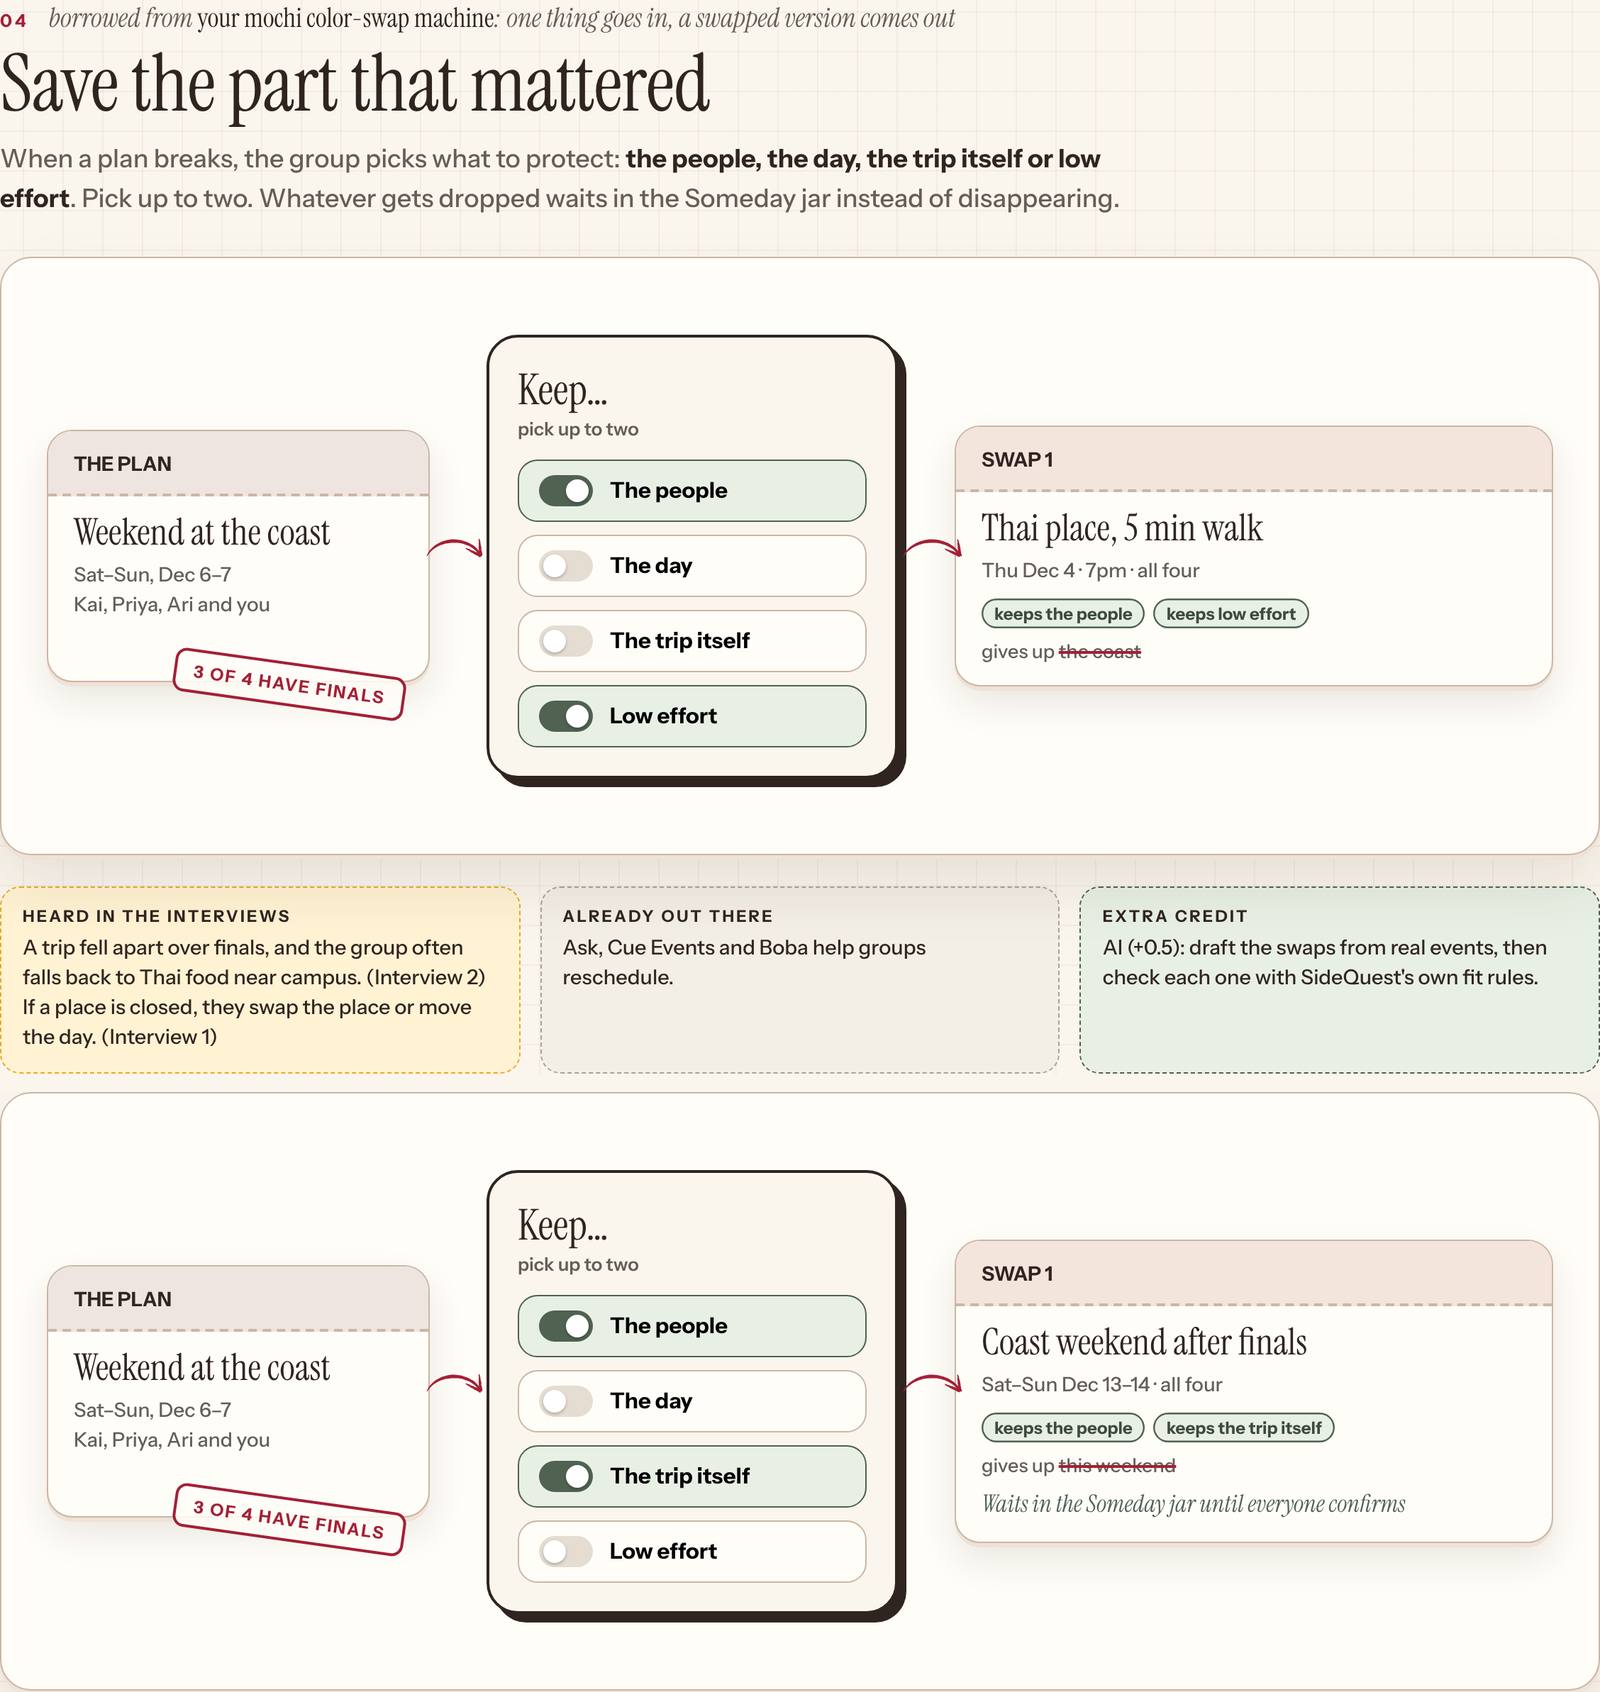 04 borrowed from your mochi color-swap machine: one thing goes in, a swapped version comes out
Save the part that mattered
When a plan breaks, the group picks what to protect: the people, the day, the trip itself or low
effort. Pick up to two. Whatever gets dropped waits in the Someday jar instead of disappearing.
THE PLAN
Weekend at the coast
Sat–Sun, Dec 6–7
Kai, Priya, Ari and you
3 OF 4 HAVE FINALS
Keep...
pick up to two
The people
The day
The trip itself
Low effort
SWAP 1
Thai place, 5 min walk
Thu Dec 4 · 7pm · all four
keeps the people
keeps low effort
gives up the coast
HEARD IN THE INTERVIEWS
A trip fell apart over finals, and the group often
falls back to Thai food near campus. (Interview 2)
If a place is closed, they swap the place or move
the day. (Interview 1)
ALREADY OUT THERE
Ask, Cue Events and Boba help groups
reschedule.
EXTRA CREDIT
AI (+0.5): draft the swaps from real events, then
check each one with SideQuest's own fit rules.
THE PLAN
Weekend at the coast
Sat–Sun, Dec 6–7
Kai, Priya, Ari and you
3 OF 4 HAVE FINALS
Keep...
pick up to two
The people
The day
The trip itself
Low effort
SWAP 1
Coast weekend after finals
Sat–Sun Dec 13–14 · all four
keeps the people
keeps the trip itself
gives up this weekend
Waits in the Someday jar until everyone confirms